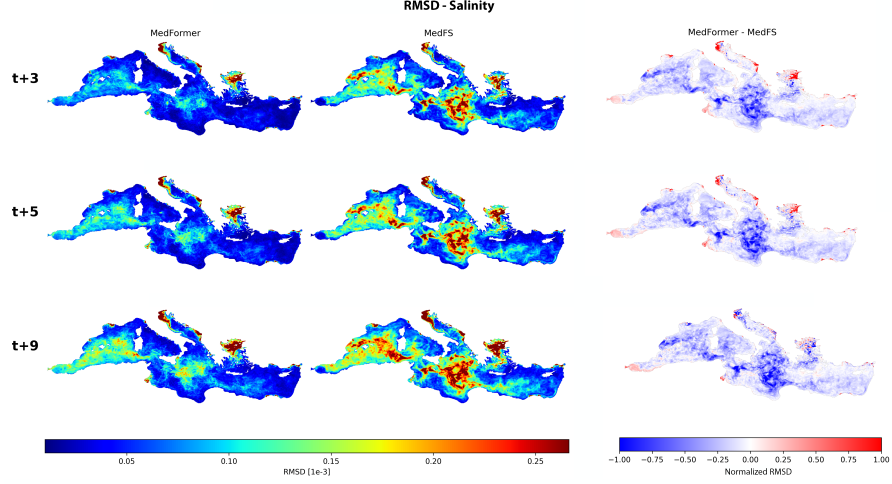 RMSD - Salinity
MedFormer MedFS MedFormer - MedFS
t+3
t+5
t+9
0.05 0.10 0.15 0.20 0.25
RMSD [1e-3]
−1.00 −0.75 −0.50 −0.25 0.00 0.25 0.50 0.75 1.00
Normalized RMSD